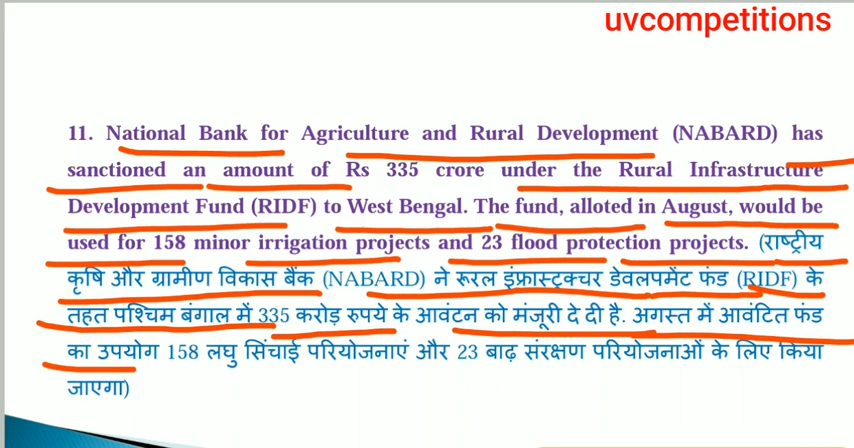 uvcompetitions
11. National Bank for Agriculture and Rural Development (NABARD) has
sanctioned an amount of Rs 335 crore under the Rural Infrastructure
Development Fund (RIDF) to West Bengal. The fund, alloted in August, would be
used for 158 minor irrigation projects and 23 flood protection projects. (राष्ट्रीय
कृषि और ग्रामीण विकास बैंक (NABARD) ने रूरल इंफ्रास्ट्रक्चर डेवलपमेंट फंड (RIDF) के
तहत पश्चिम बंगाल में 335 करोड़ रुपये के आवंटन को मंजूरी दे दी है. अगस्त में आवंटित फंड
का उपयोग 158 लघु सिंचाई परियोजनाएं और 23 बाढ़ संरक्षण परियोजनाओं के लिए किया
जाएगा)